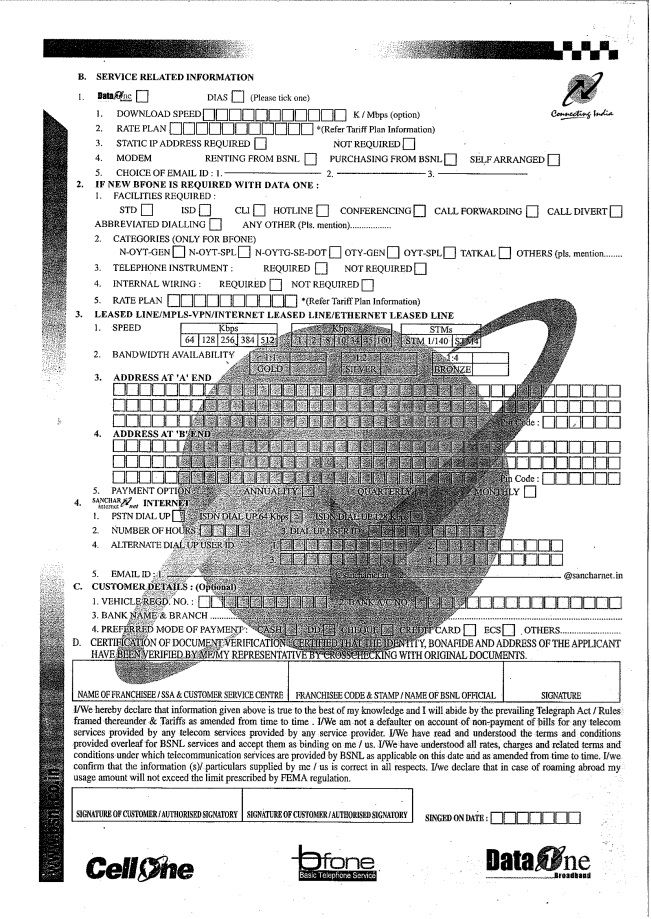 Connecting India
B. SERVICE RELATED INFORMATION
1. DataOne DIAS (Please tick one)
1. DOWNLOAD SPEED K / Mbps (option)
2. RATE PLAN *(Refer Tariff Plan Information)
3. STATIC IP ADDRESS REQUIRED NOT REQUIRED
4. MODEM RENTING FROM BSNL PURCHASING FROM BSNL SELF ARRANGED
5. CHOICE OF EMAIL ID : 1. 2. 3.
2. IF NEW BFONE IS REQUIRED WITH DATA ONE :
1. FACILITIES REQUIRED :
STD ISD CLI HOTLINE CONFERENCING CALL FORWARDING CALL DIVERT
ABBREVIATED DIALLING ANY OTHER (Pls. mention)..................
2. CATEGORIES (ONLY FOR BFONE)
N-OYT-GEN N-OYT-SPL N-OYTG-SE-DOT OTY-GEN OYT-SPL TATKAL OTHERS (pls. mention........
3. TELEPHONE INSTRUMENT : REQUIRED NOT REQUIRED
4. INTERNAL WIRING : REQUIRED NOT REQUIRED
5. RATE PLAN *(Refer Tariff Plan Information)
3. LEASED LINE/MPLS-VPN/INTERNET LEASED LINE/ETHERNET LEASED LINE
1. SPEED Kbps Kbps STMs
64 128 256 384 512 1 2 8 10 34 45 100 STM 1/140 STM4
2. BANDWIDTH AVAILABILITY 1:1 1:2 1:4
GOLD SILVER BRONZE
3. ADDRESS AT 'A' END
Pin Code :
4. ADDRESS AT 'B' END
Pin Code :
5. PAYMENT OPTION ANNUALITY QUARTERLY MONTHLY
4. SANCHAR internet net INTERNET
1. PSTN DIAL UP ISDN DIAL UP 64 Kbps ISDN DIAL UP 128 Kbps
2. NUMBER OF HOURS 3. DIAL UP USER ID
4. ALTERNATE DIAL UP USER ID 1. 2.
3. 4.
5. EMAIL ID : 1. @sancharnet.in
C. CUSTOMER DETAILS : (Optional)
1. VEHICLE REGD. NO. : 2. BANK A/C NO.
3. BANK NAME & BRANCH
4. PREFERRED MODE OF PAYMENT : CASH DD CHEQUE CREDIT CARD ECS OTHERS
D. CERTIFICATION OF DOCUMENT VERIFICATION CERTIFIED THAT THE IDENTITY, BONAFIDE AND ADDRESS OF THE APPLICANT
HAVE BEEN VERIFIED BY ME/MY REPRESENTATIVE BY CROSSCHECKING WITH ORIGINAL DOCUMENTS.
NAME OF FRANCHISEE / SSA & CUSTOMER SERVICE CENTRE FRANCHISEE CODE & STAMP / NAME OF BSNL OFFICIAL SIGNATURE
I/We hereby declare that information given above is true to the best of my knowledge and I will abide by the prevailing Telegraph Act / Rules
framed thereunder & Tariffs as amended from time to time . I/We am not a defaulter on account of non-payment of bills for any telecom
services provided by any telecom services provided by any service provider. I/We have read and understood the terms and conditions
provided overleaf for BSNL services and accept them as binding on me / us. I/We have understood all rates, charges and related terms and
conditions under which telecommunication services are provided by BSNL as applicable on this date and as amended from time to time. I/we
confirm that the information (s)/ particulars supplied by me / us is correct in all respects. I/we declare that in case of roaming abroad my
usage amount will not exceed the limit prescribed by FEMA regulation.
SIGNATURE OF CUSTOMER / AUTHORISED SIGNATORY SIGNATURE OF CUSTOMER / AUTHORISED SIGNATORY SINGED ON DATE :
www.bsnl.co.in
CellOne
bfone
Basic Telephone Service
DataOne
Broadband